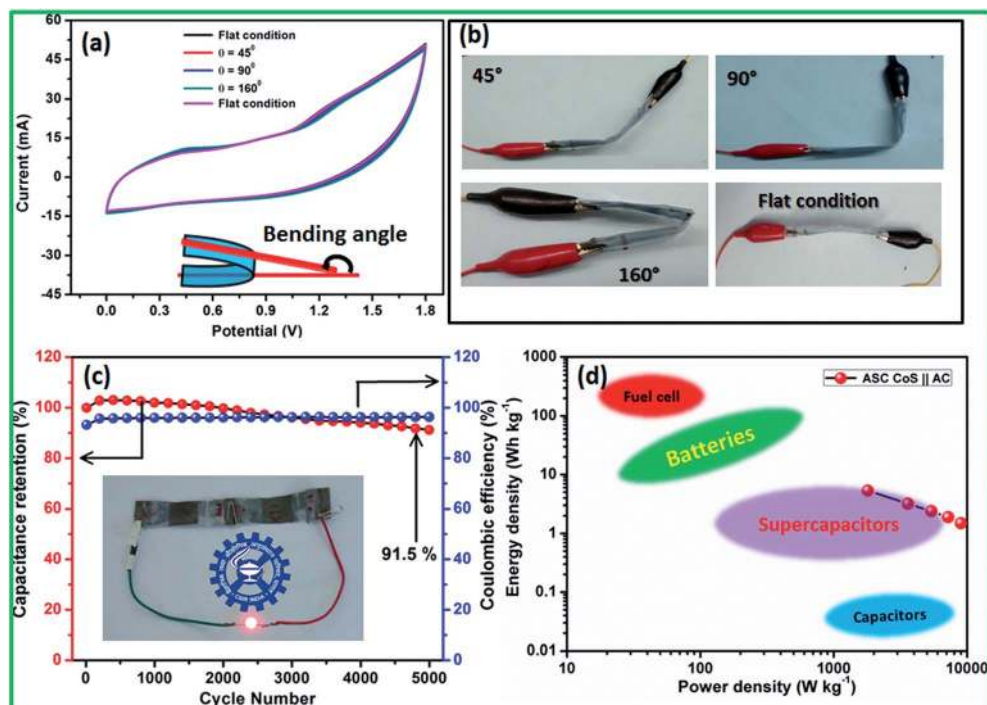 (a)
Flat condition
θ = 45⁰
θ = 90⁰
θ = 160⁰
Flat condition
60
45
30
15
0
-15
-30
-45
Current (mA)
Bending angle
0.0 0.3 0.6 0.9 1.2 1.5 1.8
Potential (V)
(b)
45°
90°
160°
Flat condition
(c)
120
100
80
60
40
20
0
Capacitance retention (%)
120
100
80
60
40
20
0
Coulombic efficiency (%)
91.5 %
0 1000 2000 3000 4000 5000
Cycle Number
(d)
ASC CoS || AC
1000
100
10
1
0.1
0.01
Energy density (Wh kg⁻¹)
Fuel cell
Batteries
Supercapacitors
Capacitors
10 100 1000 10000
Power density (W kg⁻¹)